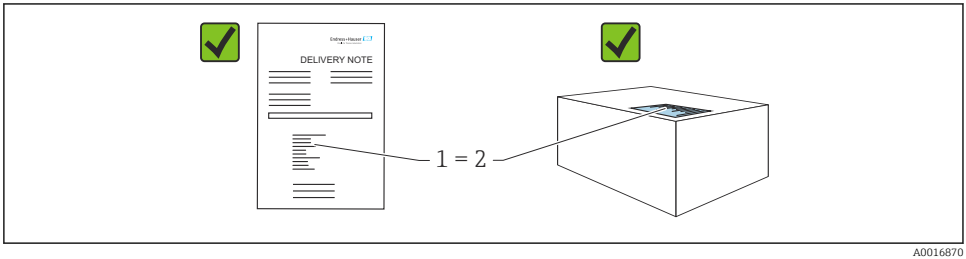 Endress+Hauser
DELIVERY NOTE
1 = 2
A0016870